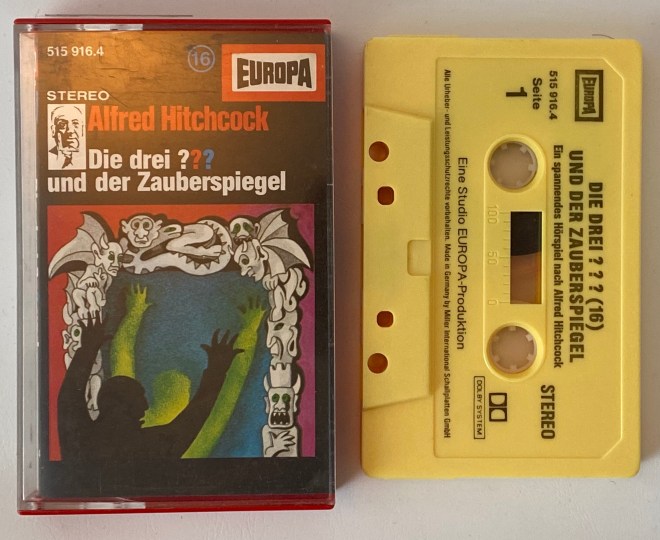 515 916.4
16
EUROPA
STEREO
Alfred Hitchcock
Die drei ???
und der Zauberspiegel
EUROPA
515 916.4
Seite
1
DIE DREI ? ? ? (16)
UND DER ZAUBERSPIEGEL
Ein spannendes Hörspiel nach Alfred Hitchcock
STEREO
100 50 0
DOLBY SYSTEM
Eine Studio EUROPA-Produktion
Alle Urheber- und Leistungsschutzrechte vorbehalten. Made in Germany by Miller International Schallplatten GmbH